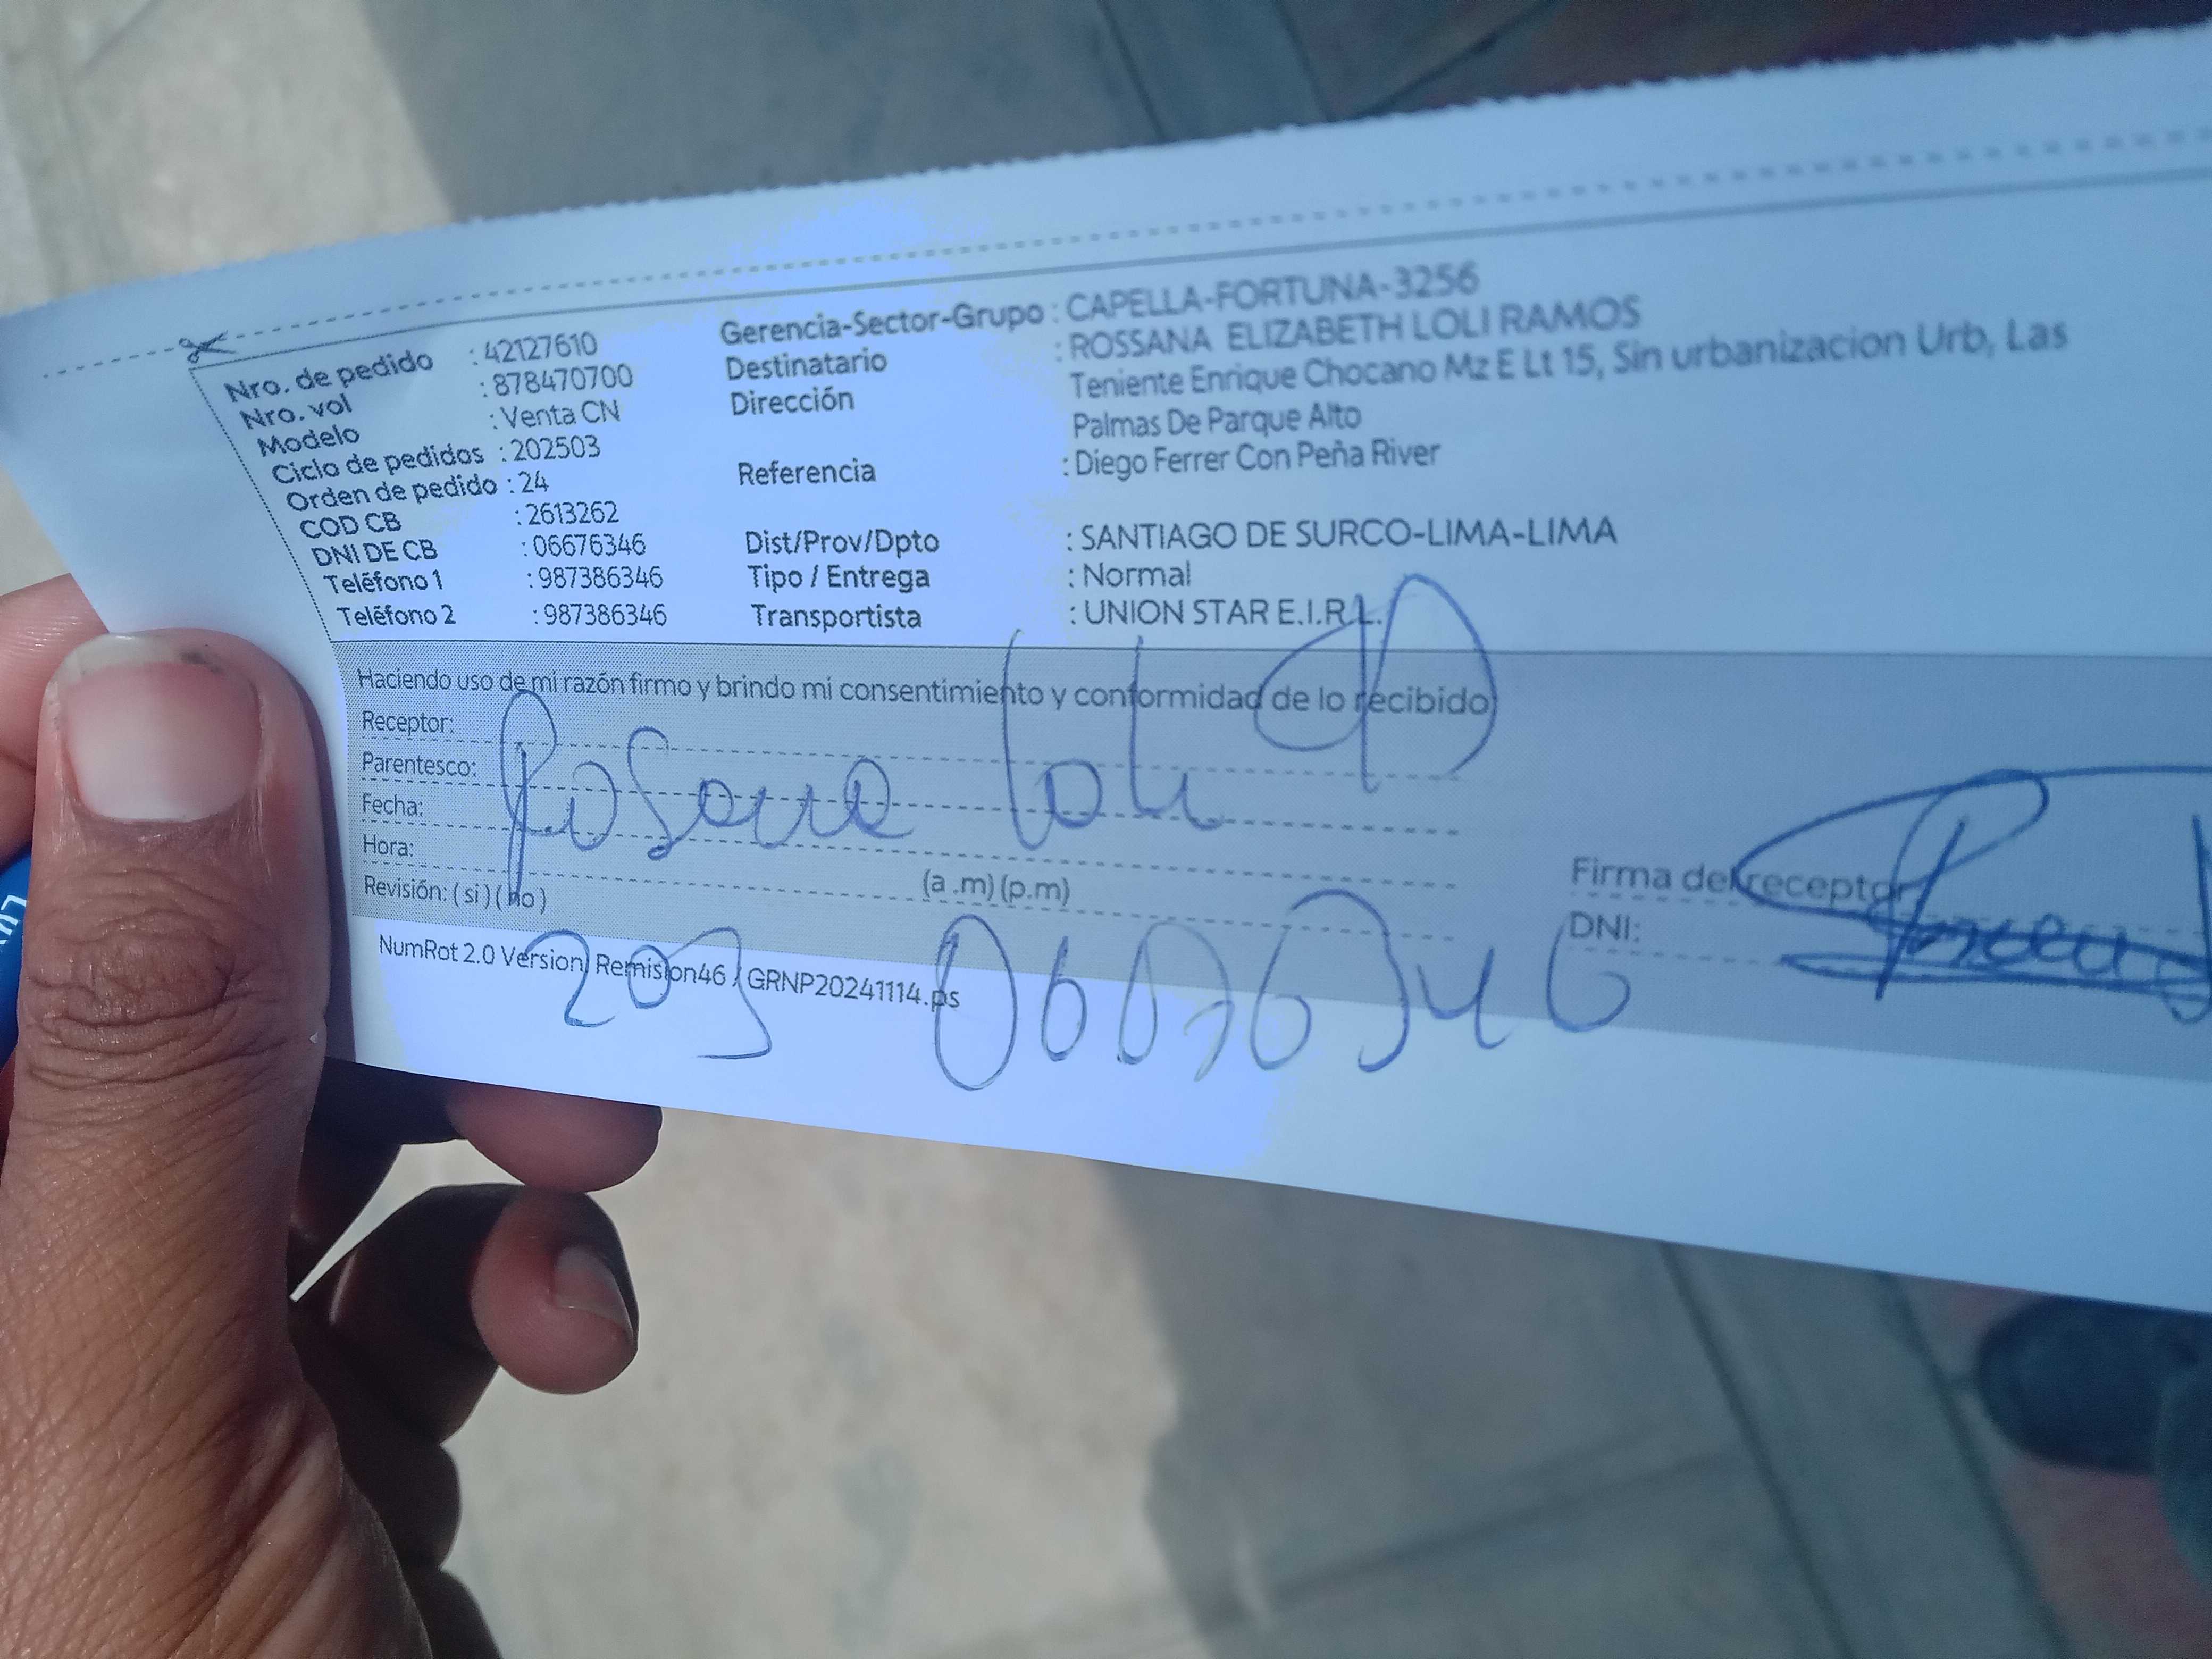 Nro. de pedido : 42127610
Nro. vol : 878470700
Modelo : Venta CN
Ciclo de pedidos : 202503
Orden de pedido : 24
COD CB : 2613262
DNI DE CB : 06676346
Teléfono 1 : 987386346
Teléfono 2 : 987386346
Gerencia-Sector-Grupo : CAPELLA-FORTUNA-3256
Destinatario : ROSSANA ELIZABETH LOLI RAMOS
Dirección Teniente Enrique Chocano Mz E Lt 15, Sin urbanizacion Urb, Las
Palmas De Parque Alto
Referencia : Diego Ferrer Con Peña River
Dist/Prov/Dpto : SANTIAGO DE SURCO-LIMA-LIMA
Tipo / Entrega : Normal
Transportista : UNION STAR E.I.R.L.
Haciendo uso de mi razón firmo y brindo mi consentimiento y conformidad de lo recibido
Receptor:
Parentesco:
Rosana Loli
Fecha:
Hora:
(a .m) (p.m)
Revisión: ( si ) ( no )
Firma del receptor
DNI:
NumRot 2.0 Version Remision46 / GRNP20241114.ps
203 06676346